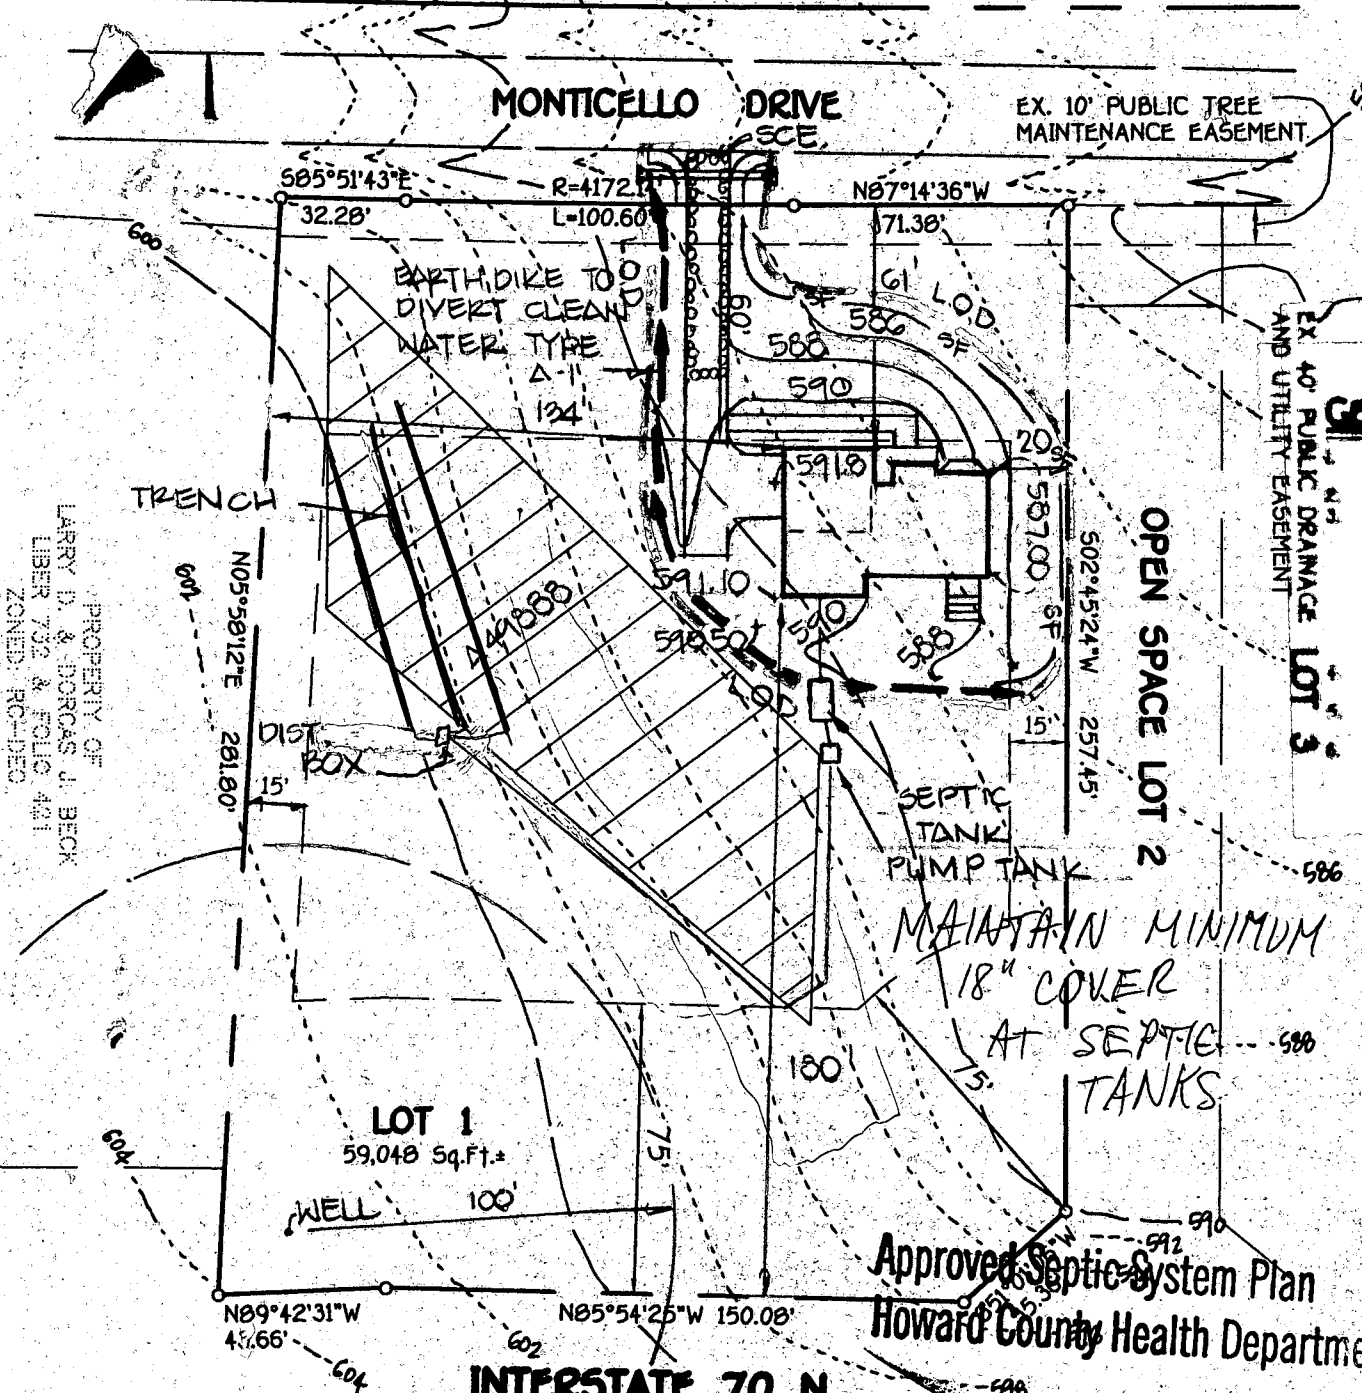 MONTICELLO DRIVE
SCE
EX. 10' PUBLIC TREE
MAINTENANCE EASEMENT
S85°51'43"E
32.28'
R=4172.1
L=100.60'
N87°14'36"W
71.38'
600
EARTH DIKE TO
DIVERT CLEAN
WATER TYPE
A-1
LOD
60'
61'
LOD
SF
586
SF
588
590
134'
EX 40' PUBLIC DRAINAGE
AND UTILITY EASEMENT
591.8
20
SF
587.00
TRENCH
N05°58'12"E 281.80'
PROPERTY OF
LARRY D. & DORCAS J. BECK
LIBER 732 & FOLIO 421
ZONED: RC-DEO
591.10
590.50
590
588
SF
S02°45'24"W 257.45'
OPEN SPACE LOT 2
LOT 3
A 49888
L O D
DIST.
BOX
15'
15'
SEPTIC
TANK
PUMP TANK
586
MAINTAIN MINIMUM
18" COVER
AT SEPTIC
TANKS
588
180
75'
75'
LOT 1
59,048 Sq.Ft.±
WELL
100'
604
590
592
Approved Septic System Plan
Howard County Health Departme
N89°42'31"W
N85°54'25"W 150.08'
602
604
INTERSTATE 70 N